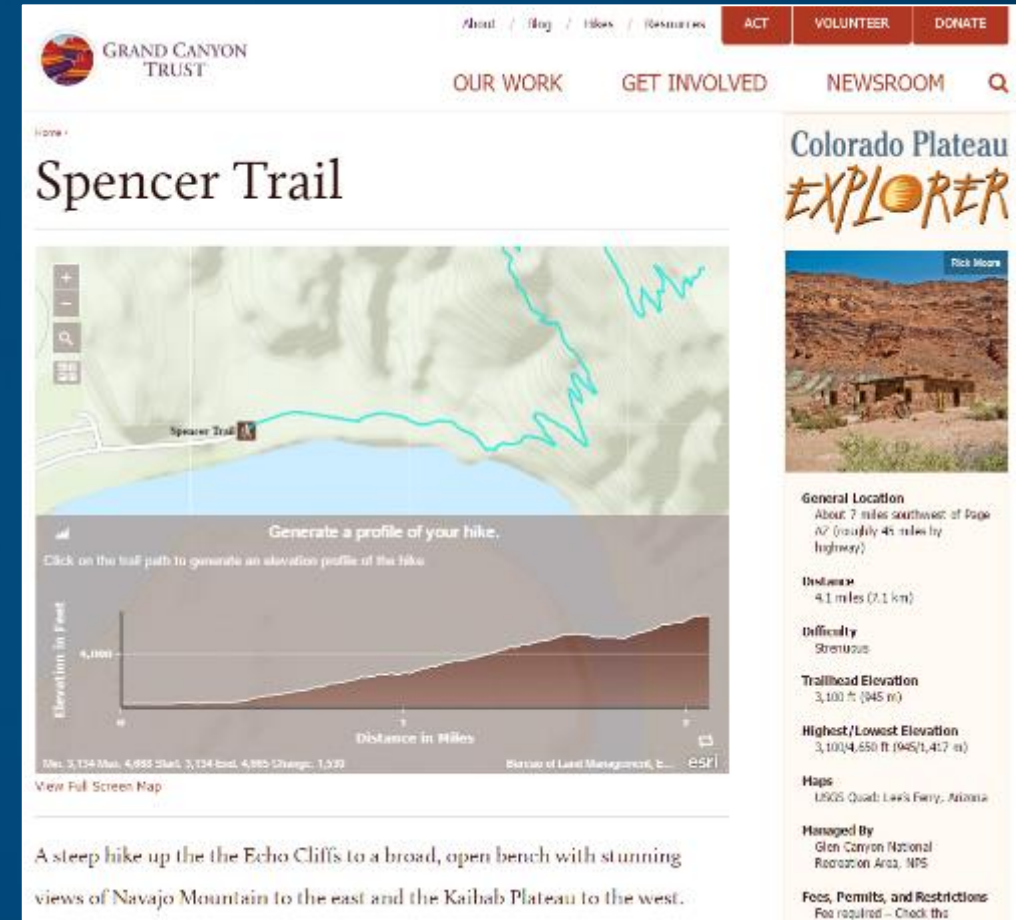 GRAND CANYON
TRUST
About / Blog / Hikes / Resources
ACT
VOLUNTEER
DONATE
OUR WORK
GET INVOLVED
NEWSROOM
Home ›
Spencer Trail
Colorado Plateau
EXPLORER
Rick Moore
+
−
Spencer Trail
Generate a profile of your hike.
Click on the trail path to generate an elevation profile of the hike
Elevation in Feet
4,000
0
1
2
Distance in Miles
Bureau of Land Management, E...
esri
View Full Screen Map
A steep hike up the the Echo Cliffs to a broad, open bench with stunning
views of Navajo Mountain to the east and the Kaibab Plateau to the west.
General Location
About 7 miles southwest of Page
AZ (roughly 45 miles by
highway)
Distance
4.1 miles (7.1 km)
Difficulty
Strenuous
Trailhead Elevation
3,100 ft (945 m)
Highest/Lowest Elevation
3,100/4,650 ft (945/1,417 m)
Maps
USGS Quad: Lee's Ferry, Arizona
Managed By
Glen Canyon National
Recreation Area, NPS
Fees, Permits, and Restrictions
Fee required – Check the